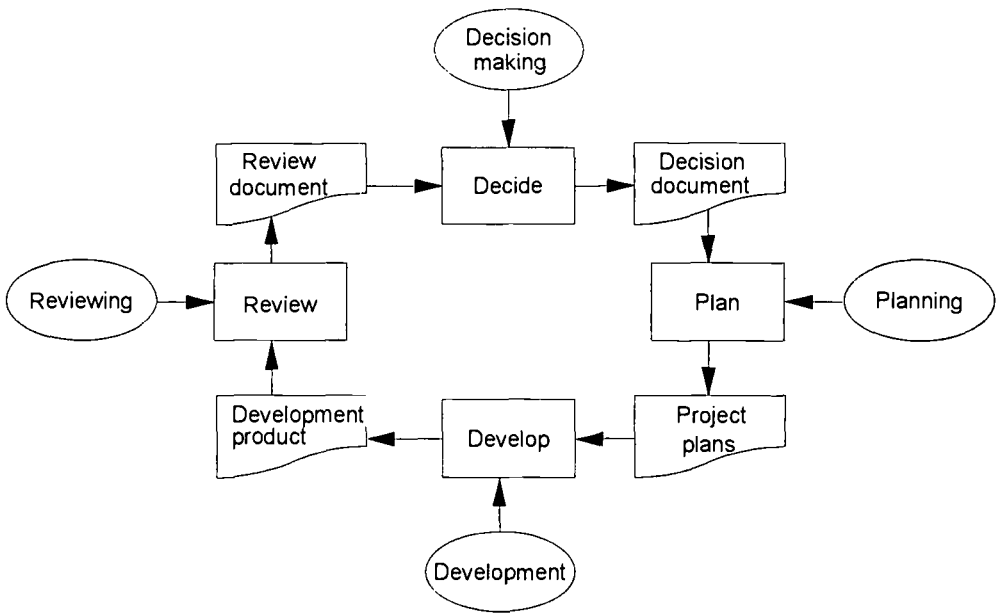 Decision
making
Review
document
Decide
Decision
document
Reviewing
Review
Plan
Planning
Development
product
Develop
Project
plans
Development